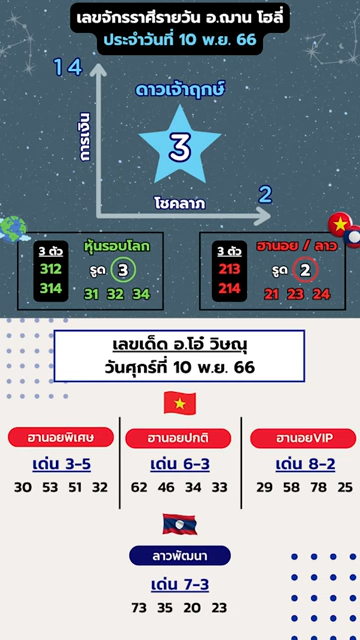 เลขจักรราศีรายวัน อ.ฌาน โฮลี่
ประจำวันที่ 10 พ.ย. 66
14
ดาวเจ้าฤกษ์
การเงิน
3
2
โชคลาภ
3 ตัว
312
314
หุ้นรอบโลก
รูด 3
31 32 34
3 ตัว
213
214
ฮานอย / ลาว
รูด 2
21 23 24
เลขเด็ด อ.โอ๋ วิษณุ
วันศุกร์ที่ 10 พ.ย. 66
ฮานอยพิเศษ
เด่น 3-5
30 53 51 32
ฮานอยปกติ
เด่น 6-3
62 46 34 33
ฮานอยVIP
เด่น 8-2
29 58 78 25
ลาวพัฒนา
เด่น 7-3
73 35 20 23